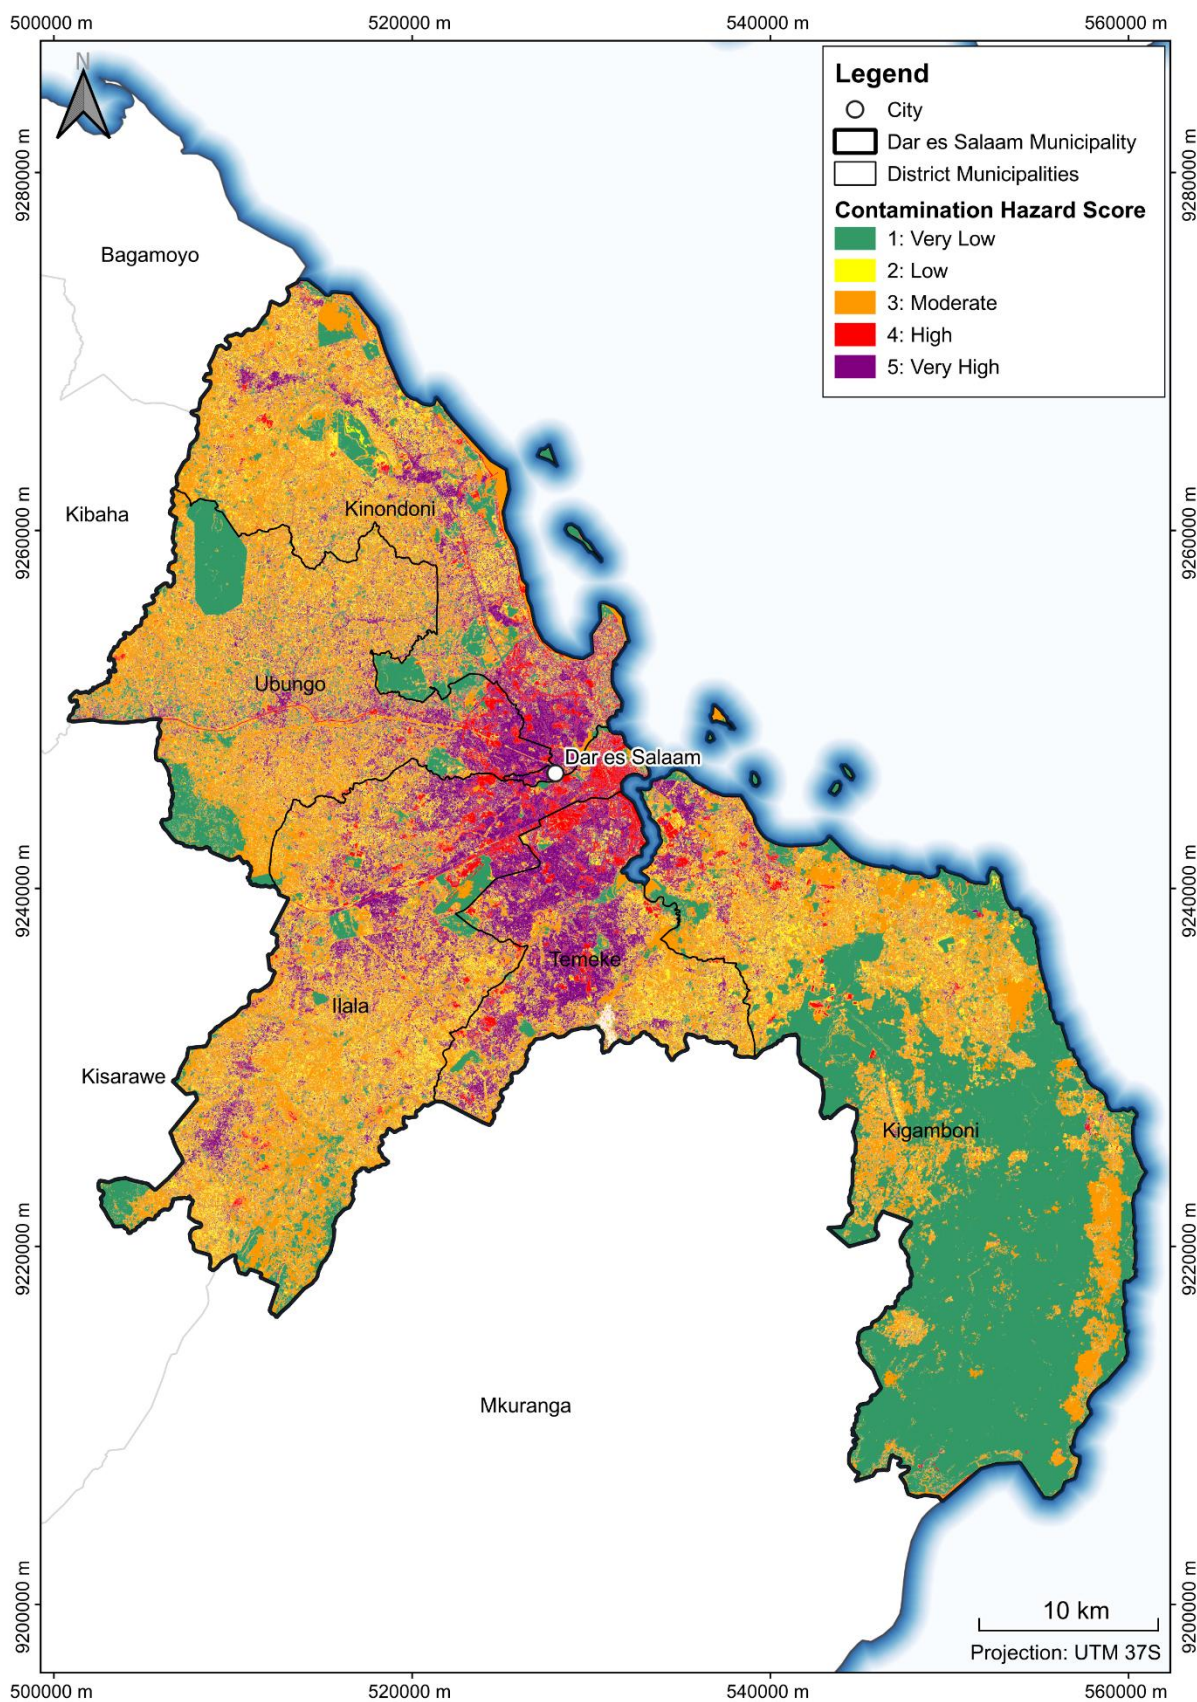 500000 m
520000 m
540000 m
560000 m
N
Legend
City
Dar es Salaam Municipality
District Municipalities
Contamination Hazard Score
1: Very Low
2: Low
3: Moderate
4: High
5: Very High
9280000 m
9280000 m
Bagamoyo
Kinondoni
Kibaha
9260000 m
9260000 m
Ubungo
Dar es Salaam
9240000 m
9240000 m
Temeke
Ilala
Kisarawe
Kigamboni
9220000 m
9220000 m
Mkuranga
9200000 m
9200000 m
10 km
Projection: UTM 37S
500000 m
520000 m
540000 m
560000 m